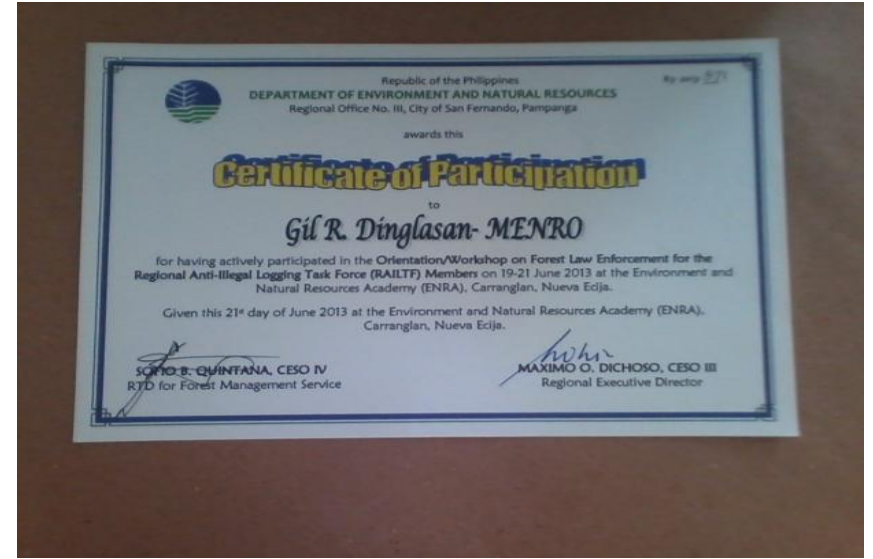 Republic of the Philippines
DEPARTMENT OF ENVIRONMENT AND NATURAL RESOURCES
Regional Office No. III, City of San Fernando, Pampanga
awards this
Certificate of Participation
to
Gil R. Dinglasan- MENRO
for having actively participated in the Orientation/Workshop on Forest Law Enforcement for the
Regional Anti-Illegal Logging Task Force (RAILTF) Members on 19-21 June 2013 at the Environment and
Natural Resources Academy (ENRA), Carranglan, Nueva Ecija.
Given this 21st day of June 2013 at the Environment and Natural Resources Academy (ENRA),
Carranglan, Nueva Ecija.
B. QUINTANA, CESO IV
RTD for Forest Management Service
MAXIMO O. DICHOSO, CESO III
Regional Executive Director